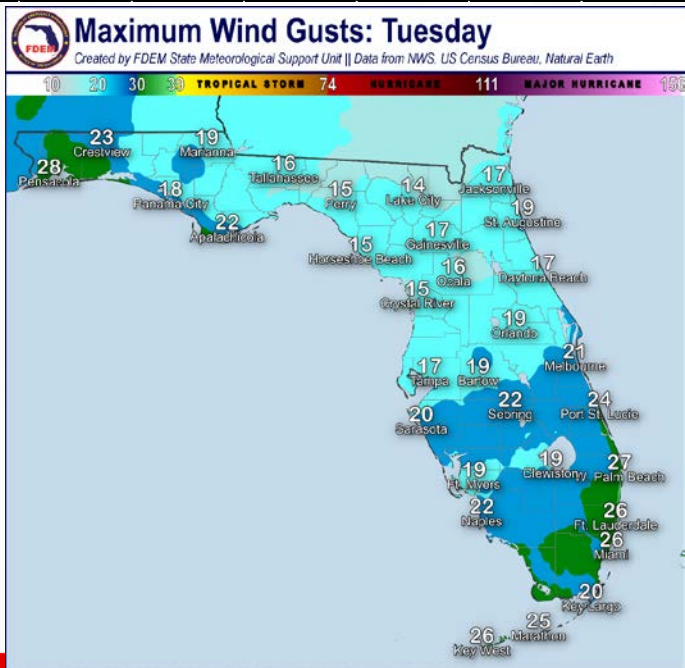 FDEM
Maximum Wind Gusts: Tuesday
Created by FDEM State Meteorological Support Unit || Data from NWS, US Census Bureau, Natural Earth
10 20 30 39 TROPICAL STORM 74 HURRICANE 111 MAJOR HURRICANE
23
Crestview
19
Marianna
28
Pensacola
16
Tallahassee
18
Panama City
15
Perry
14
Lake City
17
Jacksonville
22
Apalachicola
19
St. Augustine
15
Horseshoe Beach
17
Gainesville
16
Ocala
17
Daytona Beach
15
Crystal River
19
Orlando
21
Melbourne
17
Tampa
19
Bartow
20
Sarasota
22
Sebring
24
Port St. Lucie
19
Ft. Myers
19
Clewiston
27
W Palm Beach
22
Naples
26
Ft. Lauderdale
26
Miami
20
Key Largo
25
Marathon
26
Key West